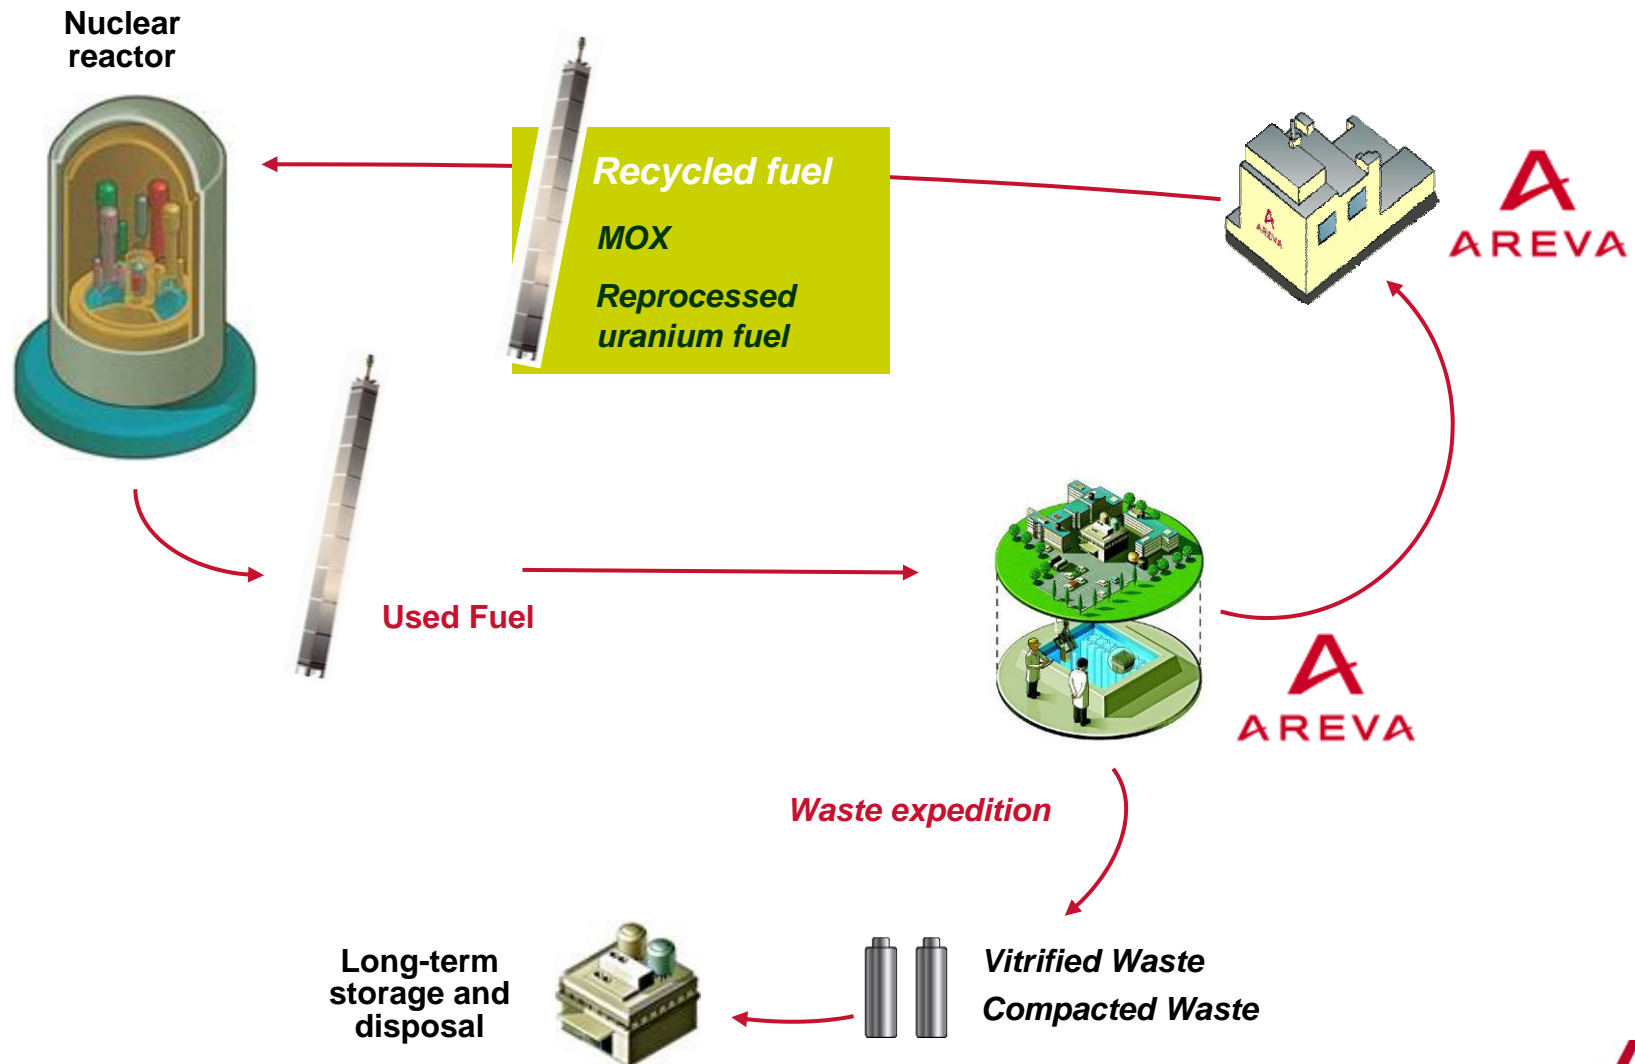 Nuclear
reactor
Recycled fuel
MOX
Reprocessed
uranium fuel
AREVA
AREVA
Used Fuel
AREVA
Waste expedition
Vitrified Waste
Compacted Waste
Long-term
storage and
disposal